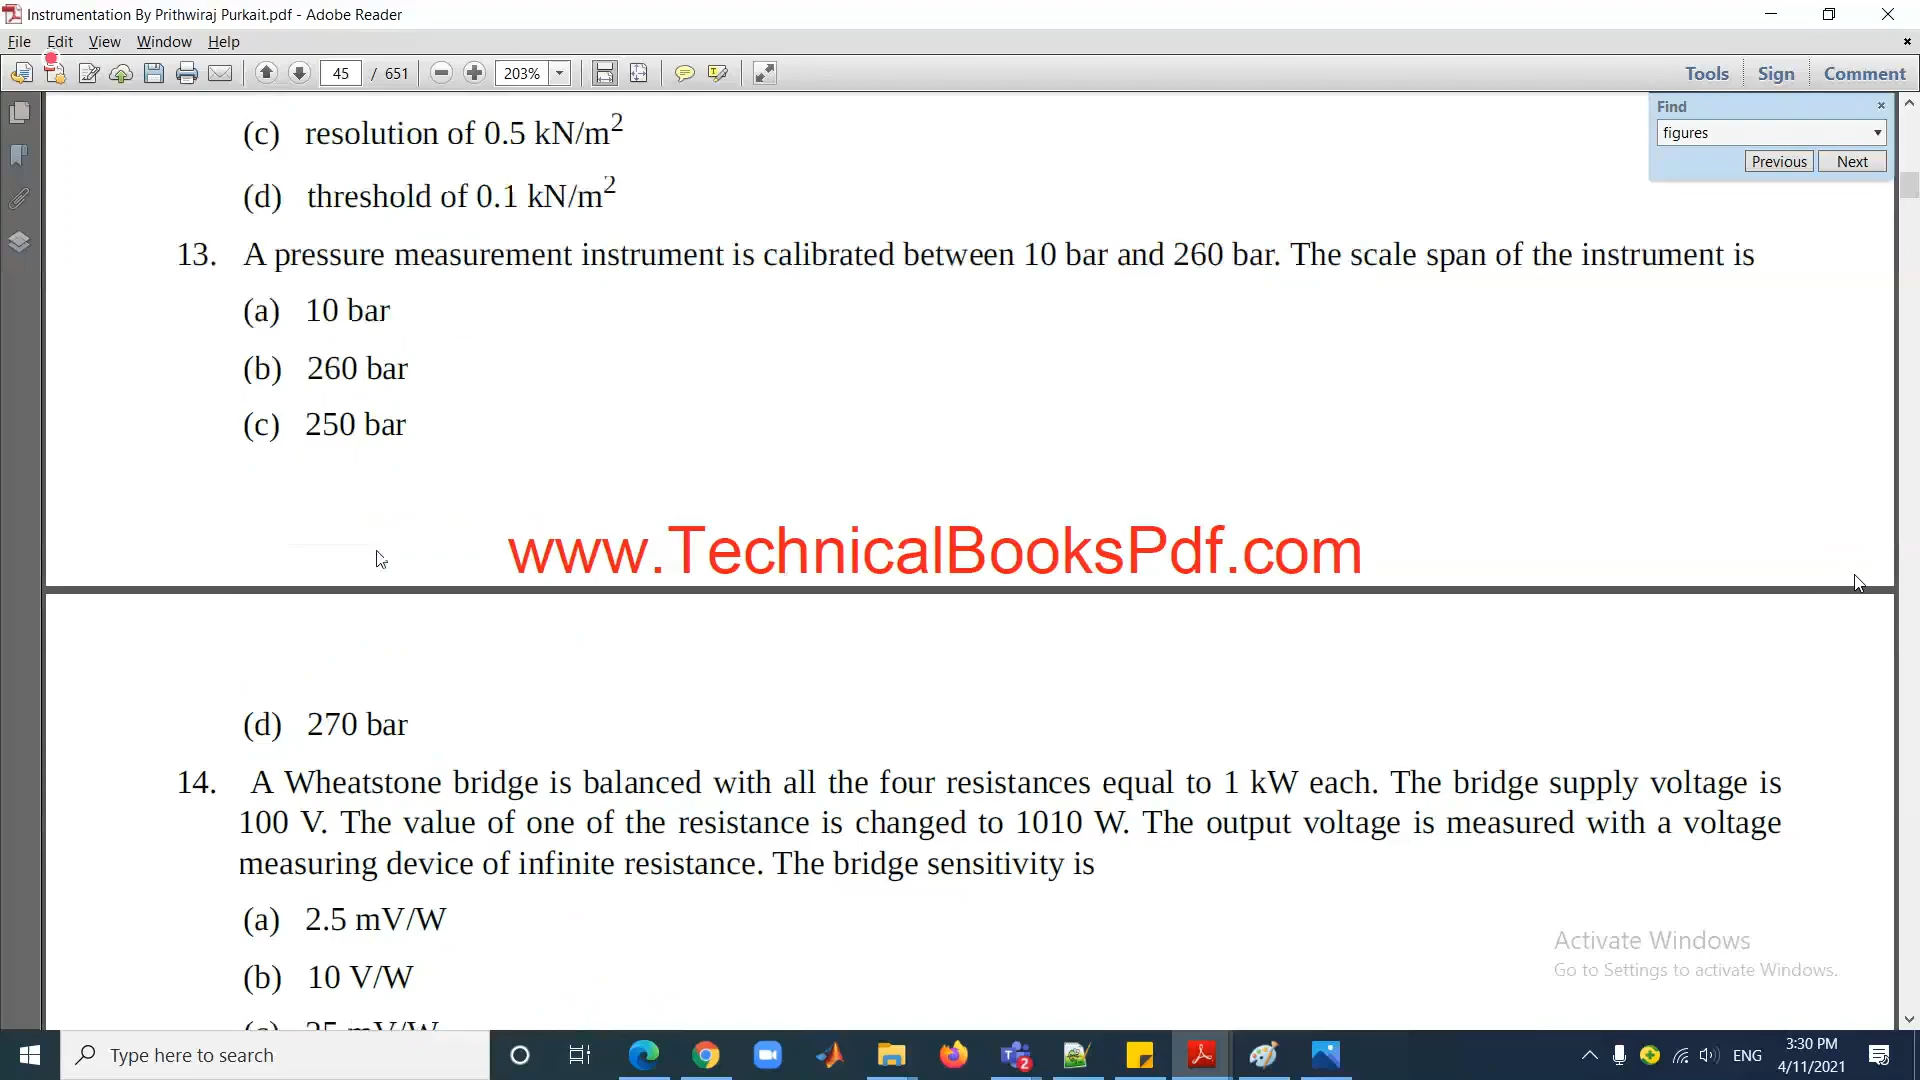 Instrumentation By Prithwiraj Purkait.pdf - Adobe Reader
File Edit View Window Help
45 / 651 203% Tools Sign Comment
Find
figures
Previous Next
(c) resolution of 0.5 kN/m²
(d) threshold of 0.1 kN/m²
13. A pressure measurement instrument is calibrated between 10 bar and 260 bar. The scale span of the instrument is
(a) 10 bar
(b) 260 bar
(c) 250 bar
www.TechnicalBooksPdf.com
(d) 270 bar
14. A Wheatstone bridge is balanced with all the four resistances equal to 1 kW each. The bridge supply voltage is
100 V. The value of one of the resistance is changed to 1010 W. The output voltage is measured with a voltage
measuring device of infinite resistance. The bridge sensitivity is
(a) 2.5 mV/W
(b) 10 V/W
(c) 25 mV/W
Activate Windows
Go to Settings to activate Windows.
Type here to search
2
ENG
3:30 PM
4/11/2021